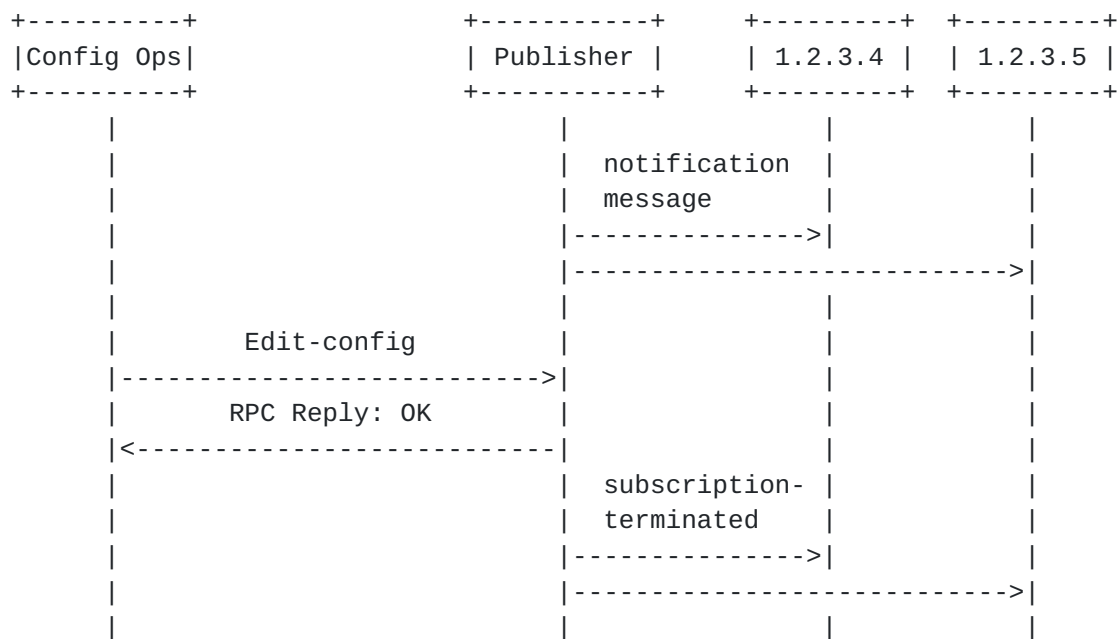 +----------+                 +-----------+     +---------+  +---------+
|Config Ops|                 | Publisher |     | 1.2.3.4 |  | 1.2.3.5 |
+----------+                 +-----------+     +---------+  +---------+
      |                            |                |            |
      |                            |  notification  |            |
      |                            |  message       |            |
      |                            |--------------->|            |
      |                            |---------------------------->|
      |                            |                |            |
      |        Edit-config         |                |            |
      |--------------------------->|                |            |
      |       RPC Reply: OK        |                |            |
      |<---------------------------|                |            |
      |                            |  subscription- |            |
      |                            |  terminated    |            |
      |                            |--------------->|            |
      |                            |---------------------------->|
      |                            |                |            |